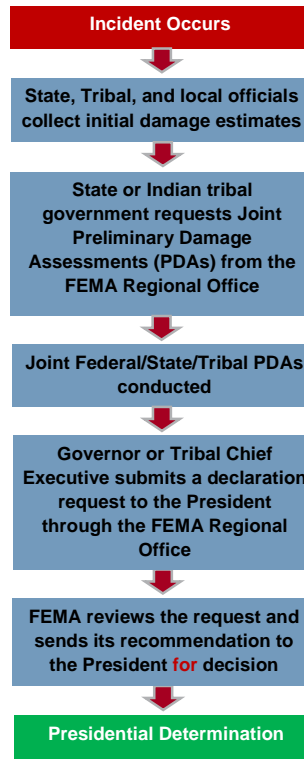 Incident Occurs
State, Tribal, and local officials
collect initial damage estimates
State or Indian tribal
government requests Joint
Preliminary Damage
Assessments (PDAs) from the
FEMA Regional Office
Joint Federal/State/Tribal PDAs
conducted
Governor or Tribal Chief
Executive submits a declaration
request to the President
through the FEMA Regional
Office
FEMA reviews the request and
sends its recommendation to
the President for decision
Presidential Determination